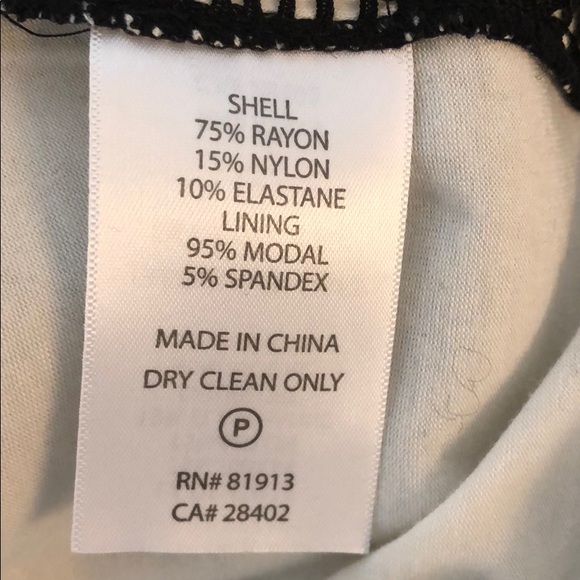 SHELL
75% RAYON
15% NYLON
10% ELASTANE
LINING
95% MODAL
5% SPANDEX
MADE IN CHINA
DRY CLEAN ONLY
P
RN# 81913
CA# 28402